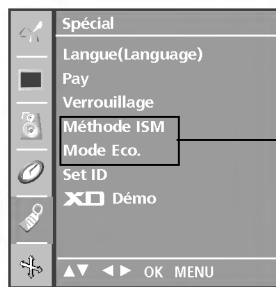 Spécial
Langue(Language)
Pay
Verrouillage
Méthode ISM
Mode Eco.
Set ID
XD Démo
▲▼ ◄► OK MENU